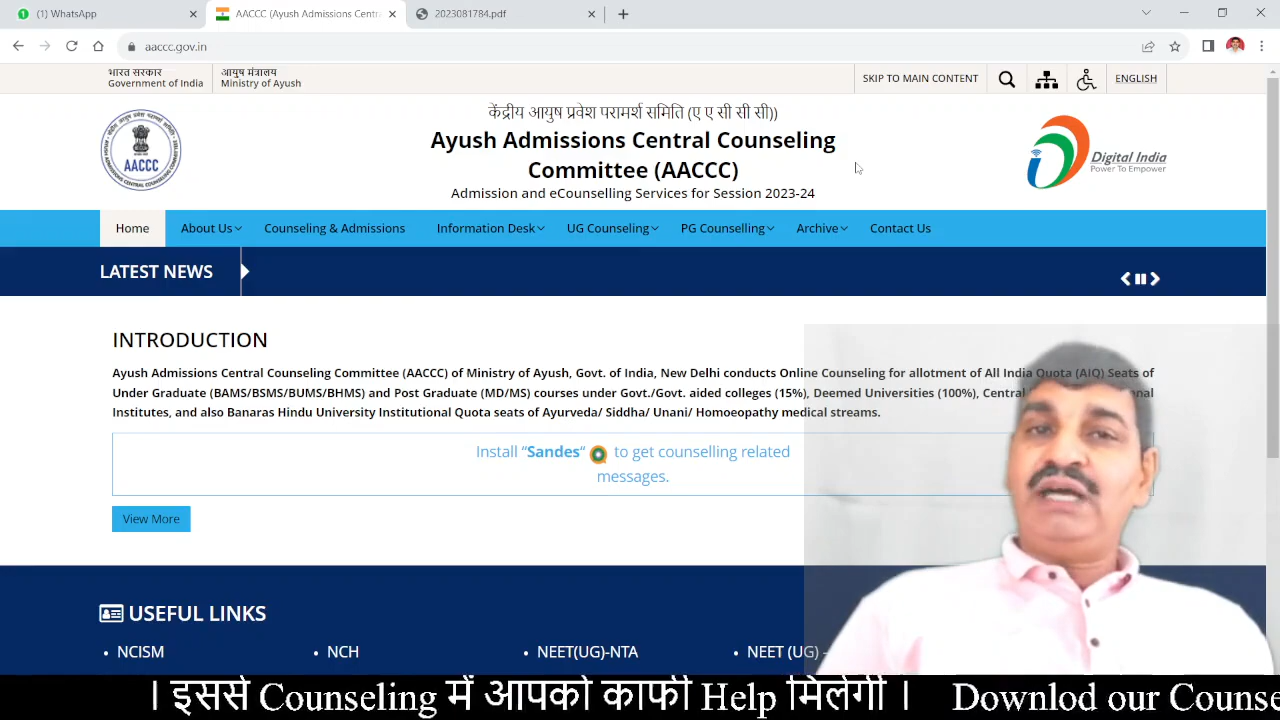 (1) WhatsApp
AACCC (Ayush Admissions Centr
2023081784.pdf
aaccc.gov.in
भारत सरकार
Government of India
आयुष मंत्रालय
Ministry of Ayush
SKIP TO MAIN CONTENT
ENGLISH
AACCC
केंद्रीय आयुष प्रवेश परामर्श समिति (ए ए सी सी सी))
Ayush Admissions Central Counseling
Committee (AACCC)
Admission and eCounselling Services for Session 2023-24
Digital India
Power To Empower
Home About Us Counseling & Admissions Information Desk UG Counseling PG Counselling Archive Contact Us
LATEST NEWS
INTRODUCTION
Ayush Admissions Central Counseling Committee (AACCC) of Ministry of Ayush, Govt. of India, New Delhi conducts Online Counseling for allotment of All India Quota (AIQ) Seats of
Under Graduate (BAMS/BSMS/BUMS/BHMS) and Post Graduate (MD/MS) courses under Govt./Govt. aided colleges (15%), Deemed Universities (100%), Central
Institutes, and also Banaras Hindu University Institutional Quota seats of Ayurveda/ Siddha/ Unani/ Homoeopathy medical streams.
Install “Sandes“ to get counselling related
messages.
View More
USEFUL LINKS
• NCISM
• NCH
• NEET(UG)-NTA
• NEET (UG) –
। इससे Counseling में आपको काफी Help मिलेगी । Downlod our Counse